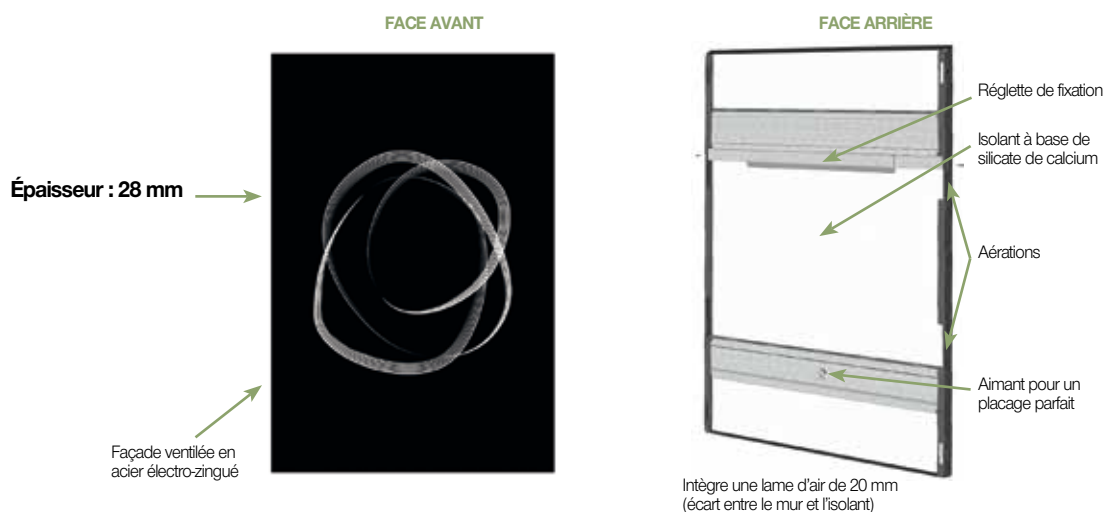 FACE AVANT
Épaisseur : 28 mm
Façade ventilée en
acier électro-zingué
FACE ARRIÈRE
Réglette de fixation
Isolant à base de
silicate de calcium
Aérations
Aimant pour un
placage parfait
Intègre une lame d'air de 20 mm
(écart entre le mur et l'isolant)